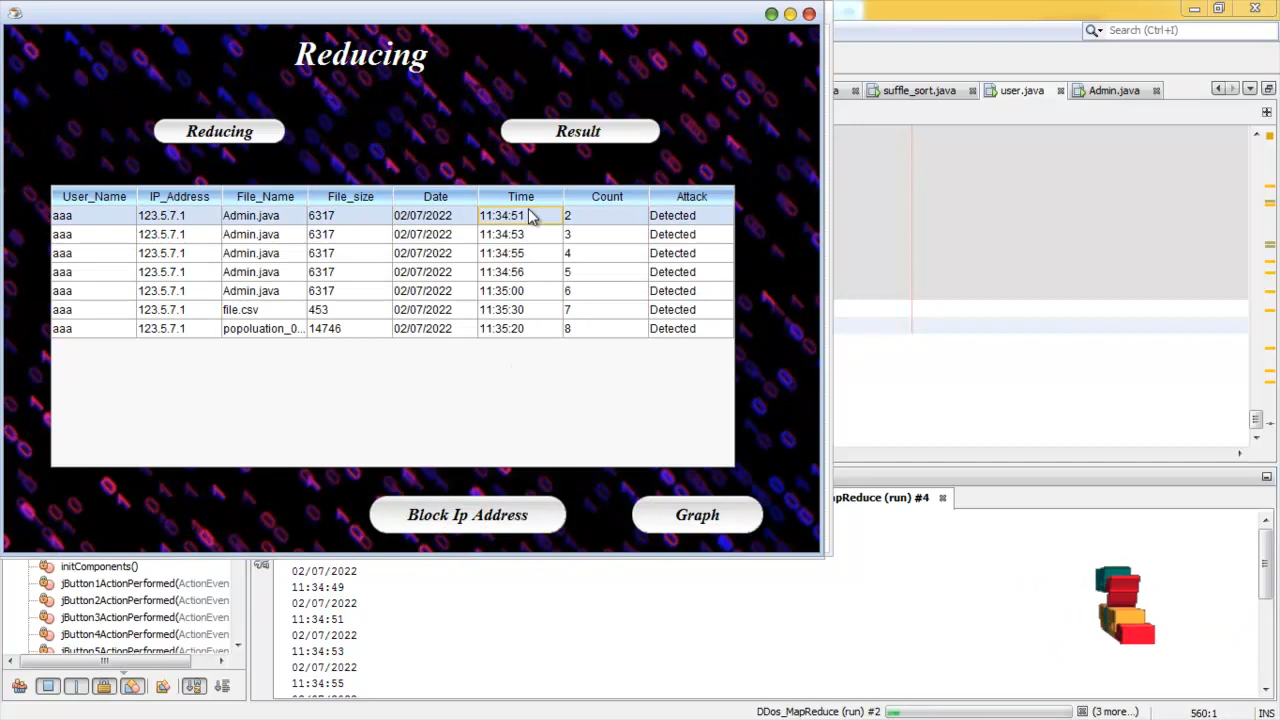 Reducing
Search (Ctrl+I)
a suffle_sort.java user.java Admin.java
Reducing Result
User_Name IP_Address File_Name File_size Date Time Count Attack
aaa 123.5.7.1 Admin.java 6317 02/07/2022 11:34:51 2 Detected
aaa 123.5.7.1 Admin.java 6317 02/07/2022 11:34:53 3 Detected
aaa 123.5.7.1 Admin.java 6317 02/07/2022 11:34:55 4 Detected
aaa 123.5.7.1 Admin.java 6317 02/07/2022 11:34:56 5 Detected
aaa 123.5.7.1 Admin.java 6317 02/07/2022 11:35:00 6 Detected
aaa 123.5.7.1 file.csv 453 02/07/2022 11:35:30 7 Detected
aaa 123.5.7.1 popoluation_0... 14746 02/07/2022 11:35:20 8 Detected
Block Ip Address Graph
pReduce (run) #4
initComponents()
jButton1ActionPerformed(ActionEven
jButton2ActionPerformed(ActionEven
jButton3ActionPerformed(ActionEven
jButton4ActionPerformed(ActionEven
jButton5ActionPerformed(ActionEven
02/07/2022
11:34:49
02/07/2022
11:34:51
02/07/2022
11:34:53
02/07/2022
11:34:55
DDos_MapReduce (run) #2 (3 more...) 560:1 INS